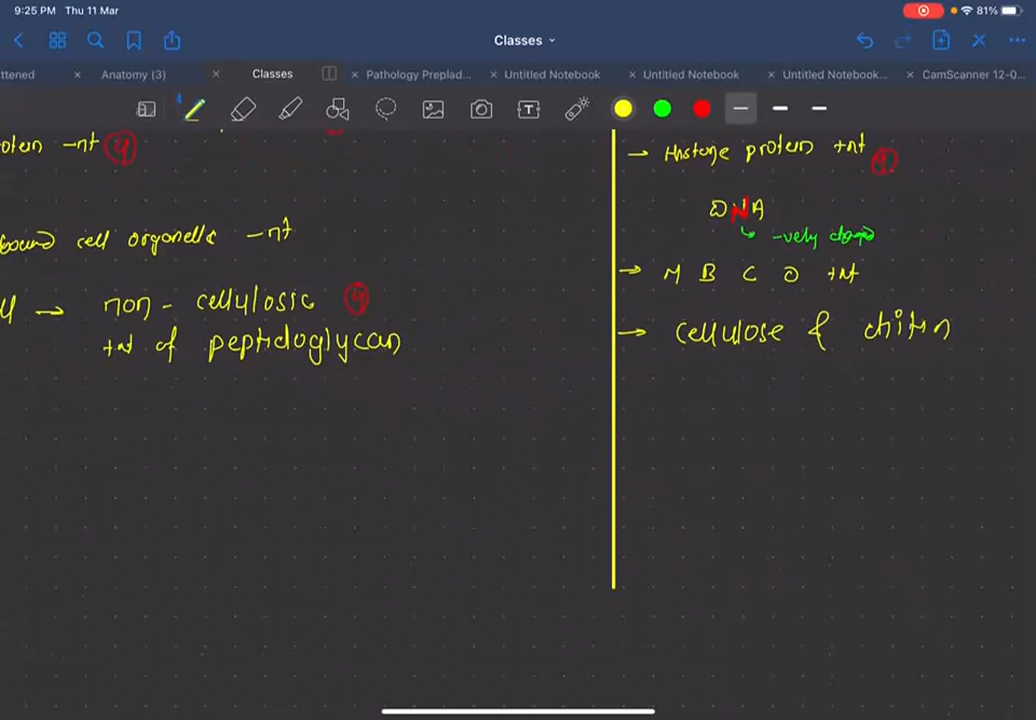 9:25 PM Thu 11 Mar 81%
Classes
ttened Anatomy (3) Classes Pathology Preplad... Untitled Notebook Untitled Notebook Untitled Notebook... CamScanner 12-0...
T
otein -nt
→ Histone protein +nt
DNA
↳ -vely charged
bound cell organelle -nt
→ M B C O +nt
ll → non - cellulosic
+nt of peptidoglycan
→ cellulose & chitin